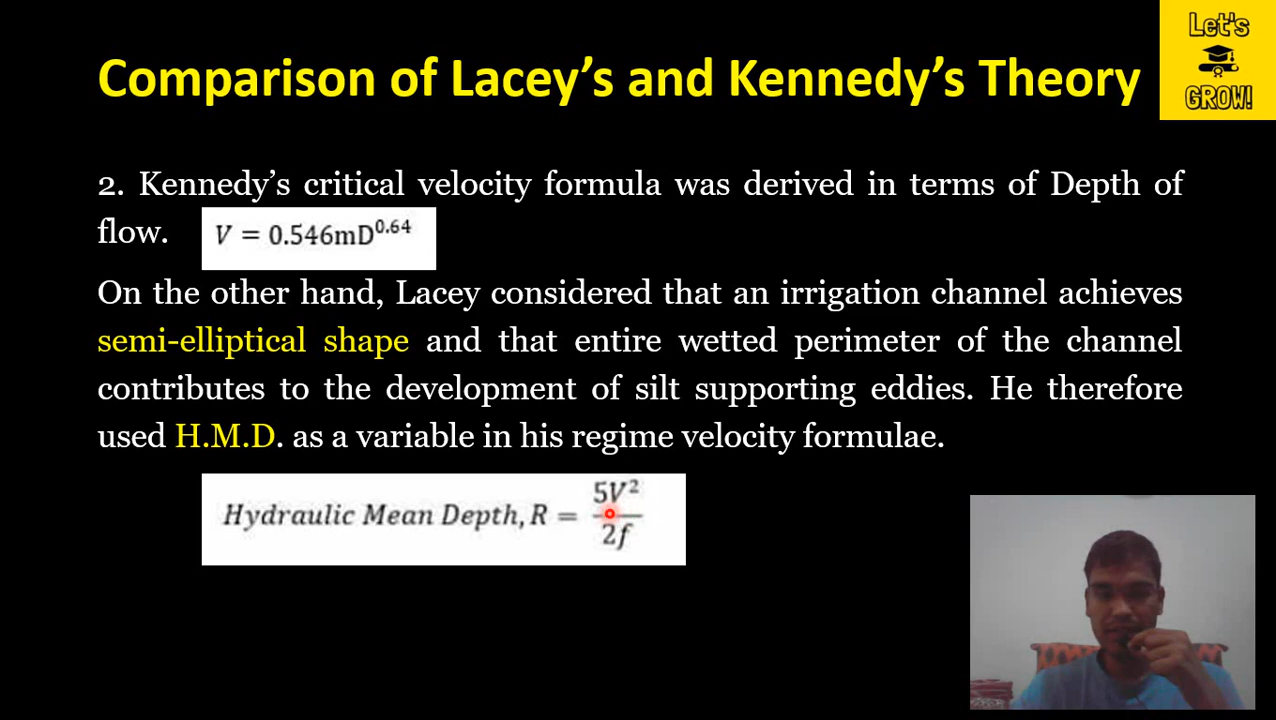 Let's
GROW!
Comparison of Lacey's and Kennedy's Theory
2. Kennedy's critical velocity formula was derived in terms of Depth of
flow. V = 0.546mD^0.64
On the other hand, Lacey considered that an irrigation channel achieves
semi-elliptical shape and that entire wetted perimeter of the channel
contributes to the development of silt supporting eddies. He therefore
used H.M.D. as a variable in his regime velocity formulae.
Hydraulic Mean Depth, R = 5V²/2f